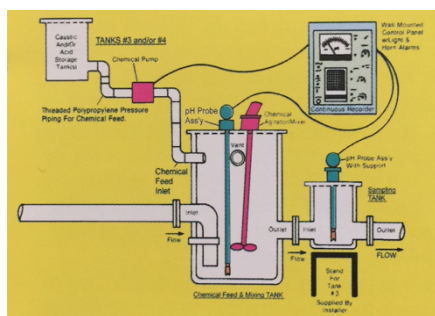 Caustic
And/Or
Acid
Storage
Tank(s)
TANKS #3 and/or #4
Chemical Pump
Wall Mounted
Control Panel
w/Light &
Horn Alarms
Threaded Polypropylene Pressure
Piping For Chemical Feed.
pH Probe
Ass'y
Chemical
Agitator/Mixer
Continuous Recorder
Vent
Chemical
Feed
Inlet
pH Probe Ass'y
With Support
Sampling
TANK
Inlet
Flow
Outlet
Inlet
Flow
Outlet
FLOW
Chemical Feed & Mixing TANK
Stand
For
Tank
#3
Supplied By
Installer